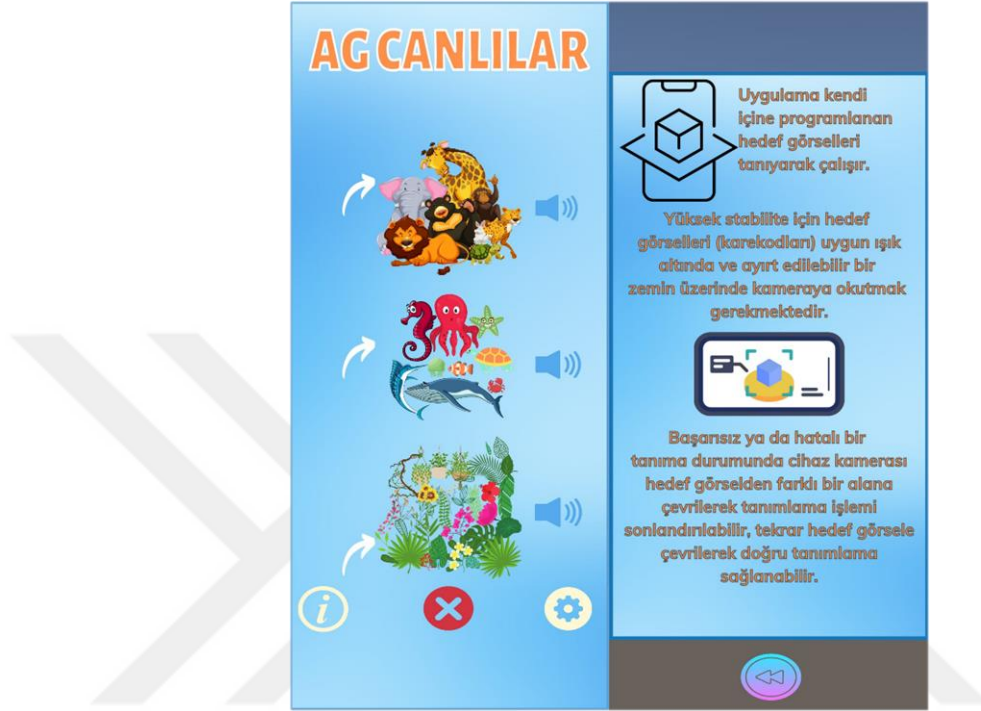 AG CANLILAR
Uygulama kendi
içine programlanan
hedef görselleri
tanıyarak çalışır.
Yüksek stabilite için hedef
görselleri (karekodları) uygun ışık
altında ve ayırt edilebilir bir
zemin üzerinde kameraya okutmak
gerekmektedir.
Başarısız ya da hatalı bir
tanıma durumunda cihaz kamerası
hedef görselden farklı bir alana
çevrilerek tanımlama işlemi
sonlandırılabilir, tekrar hedef görsele
çevrilerek doğru tanımlama
sağlanabilir.
i